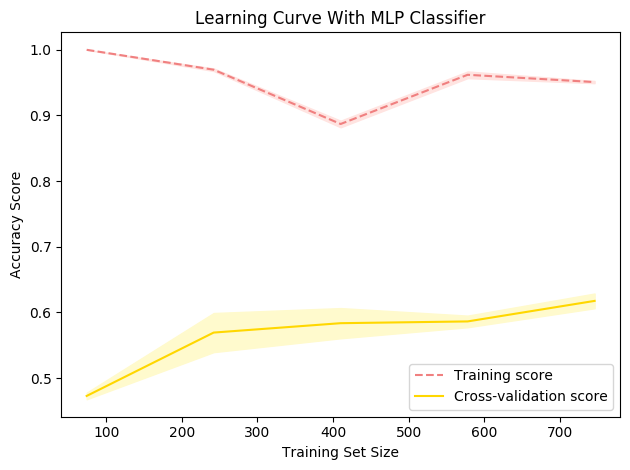 Learning Curve With MLP Classifier
Accuracy Score
1.0
0.9
0.8
0.7
0.6
0.5
Training score
Cross-validation score
100 200 300 400 500 600 700
Training Set Size